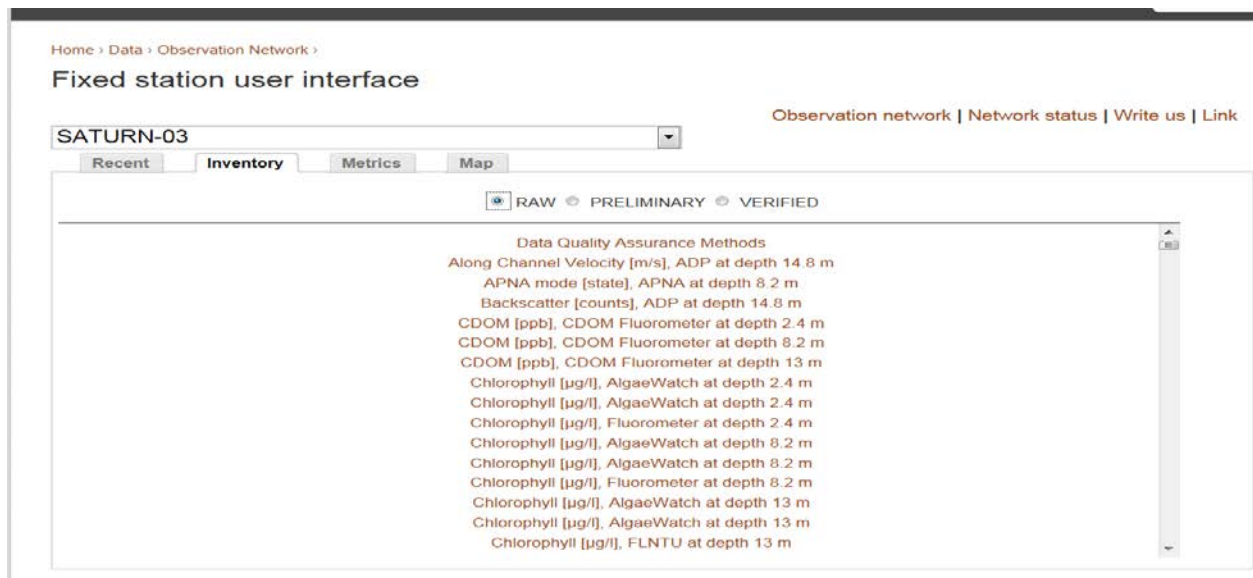 Home › Data › Observation Network ›
Fixed station user interface
Observation network | Network status | Write us | Link
SATURN-03
Recent Inventory Metrics Map
RAW PRELIMINARY VERIFIED
Data Quality Assurance Methods
Along Channel Velocity [m/s], ADP at depth 14.8 m
APNA mode [state], APNA at depth 8.2 m
Backscatter [counts], ADP at depth 14.8 m
CDOM [ppb], CDOM Fluorometer at depth 2.4 m
CDOM [ppb], CDOM Fluorometer at depth 8.2 m
CDOM [ppb], CDOM Fluorometer at depth 13 m
Chlorophyll [µg/l], AlgaeWatch at depth 2.4 m
Chlorophyll [µg/l], AlgaeWatch at depth 2.4 m
Chlorophyll [µg/l], Fluorometer at depth 2.4 m
Chlorophyll [µg/l], AlgaeWatch at depth 8.2 m
Chlorophyll [µg/l], AlgaeWatch at depth 8.2 m
Chlorophyll [µg/l], Fluorometer at depth 8.2 m
Chlorophyll [µg/l], AlgaeWatch at depth 13 m
Chlorophyll [µg/l], AlgaeWatch at depth 13 m
Chlorophyll [µg/l], FLNTU at depth 13 m